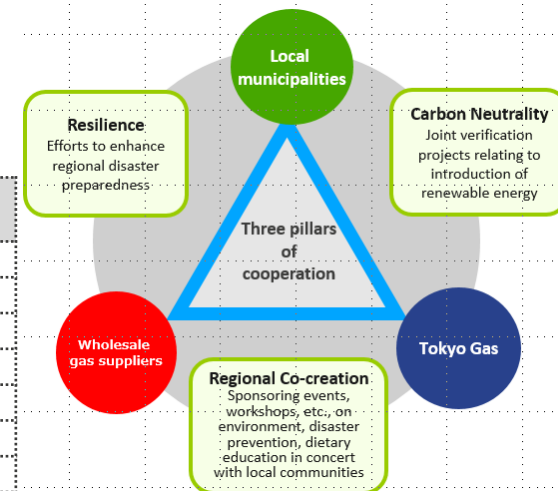 Local
municipalities
Resilience
Efforts to enhance
regional disaster
preparedness
Carbon Neutrality
Joint verification
projects relating to
introduction of
renewable energy
Three pillars
of
cooperation
Wholesale
gas suppliers
Tokyo Gas
Regional Co-creation
Sponsoring events,
workshops, etc., on
environment, disaster
prevention, dietary
education in concert
with local communities